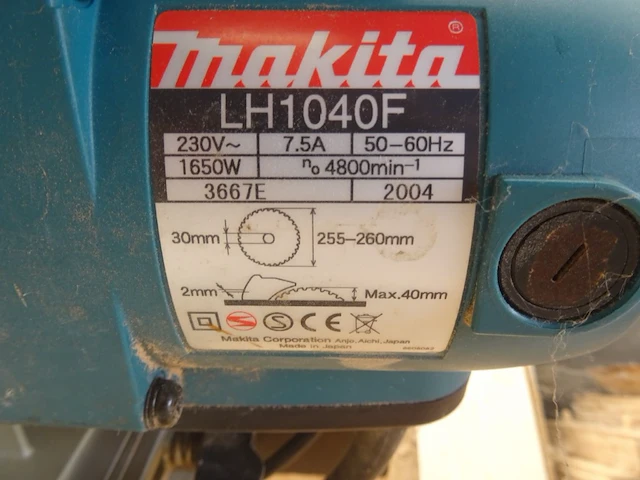 makita®
LH1040F
230V~ 7.5A 50-60Hz
1650W n₀ 4800min⁻¹
3667E 2004
30mm 255-260mm
2mm Max.40mm
CE
Makita Corporation Anjo, Aichi, Japan
Made in Japan